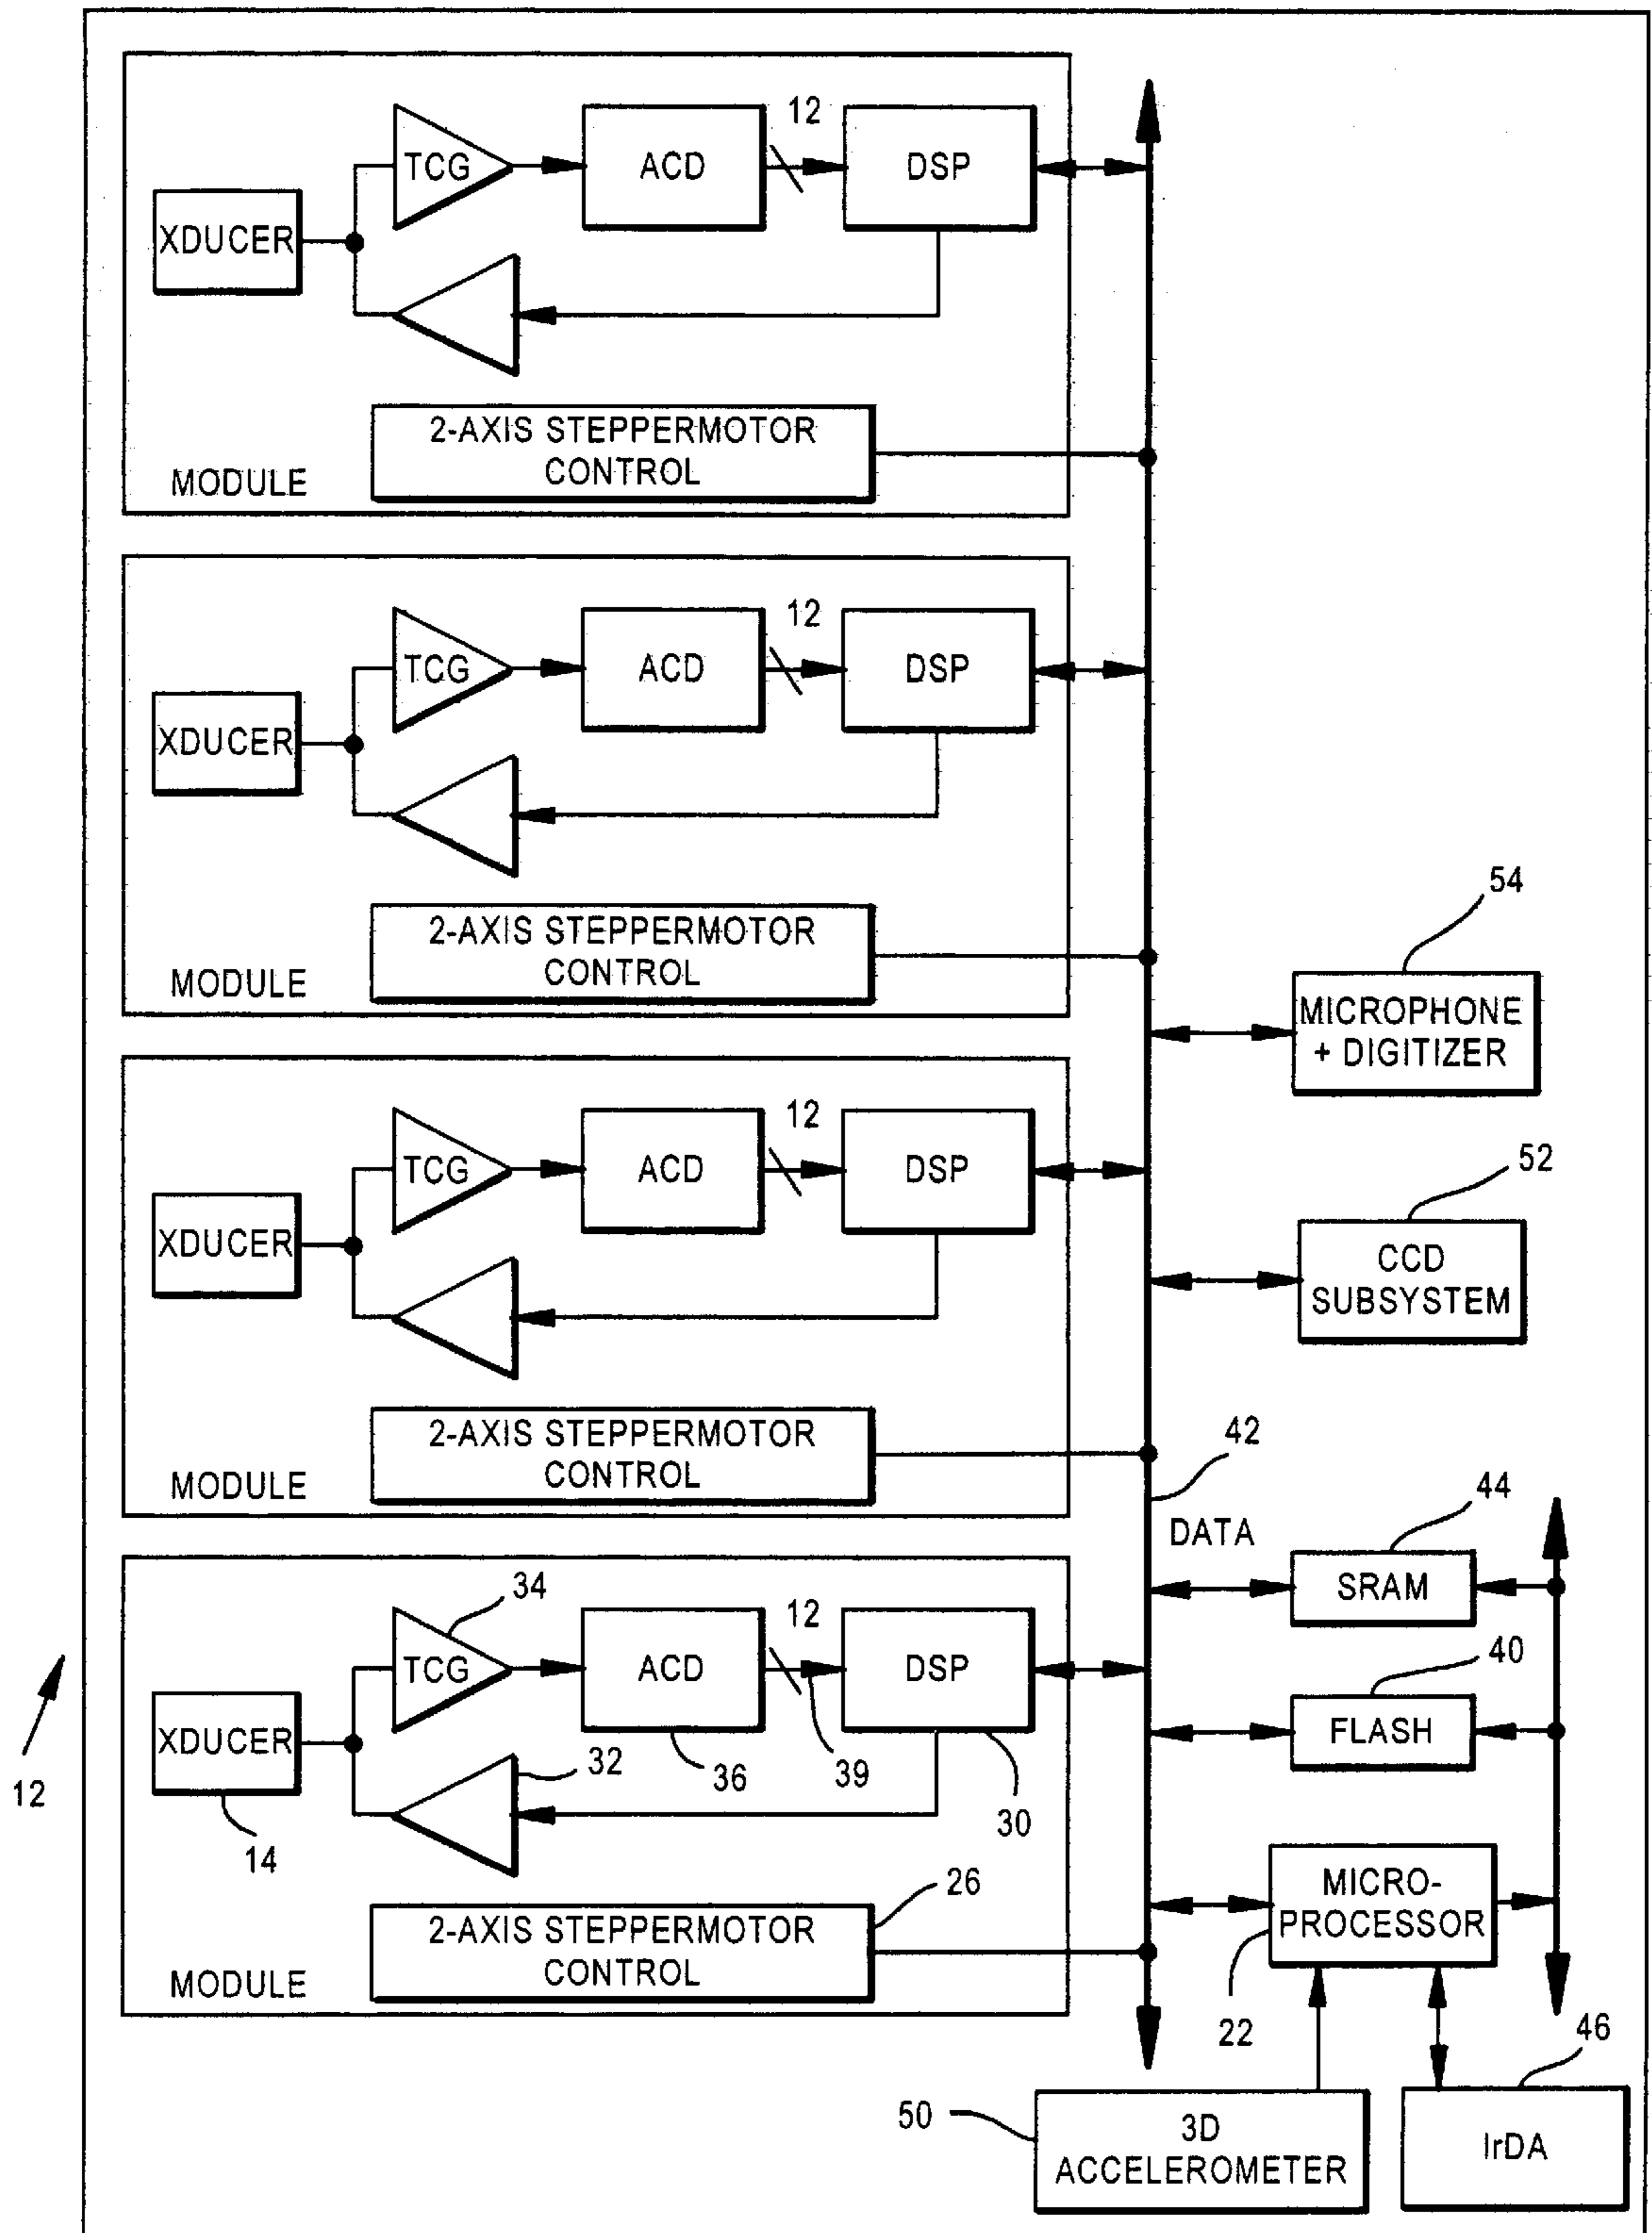 12
TCG
ACD
DSP
XDUCER
2-AXIS STEPPERMOTOR
CONTROL
MODULE
12
TCG
ACD
DSP
XDUCER
2-AXIS STEPPERMOTOR
CONTROL
MODULE
54
MICROPHONE
+ DIGITIZER
12
TCG
ACD
DSP
XDUCER
52
CCD
SUBSYSTEM
2-AXIS STEPPERMOTOR
CONTROL
MODULE
42
DATA
44
SRAM
34
12
TCG
ACD
DSP
40
FLASH
XDUCER
32
36
39
30
14
12
26
2-AXIS STEPPERMOTOR
CONTROL
MODULE
MICRO-
PROCESSOR
22
46
50
3D
ACCELEROMETER
IrDA